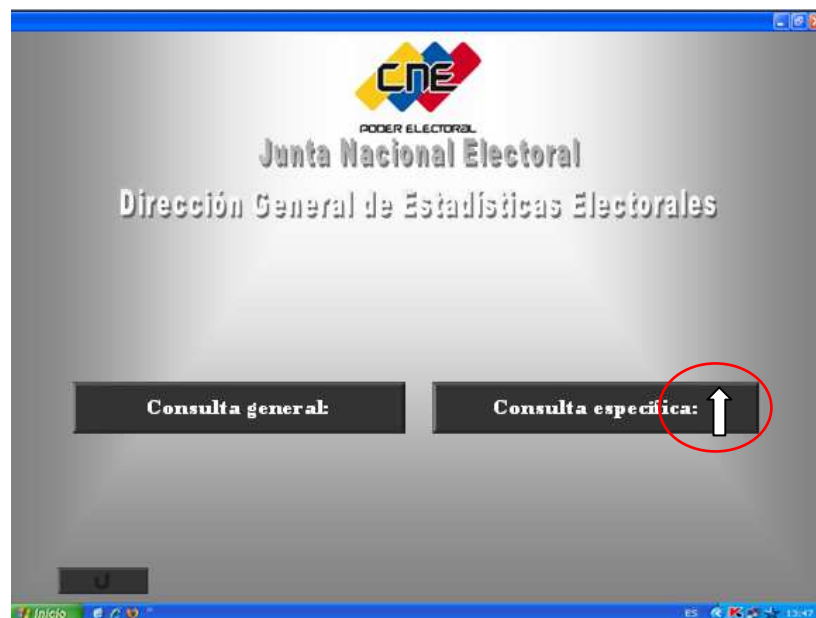 CNE
PODER ELECTORAL
Junta Nacional Electoral
Dirección General de Estadísticas Electorales
Consulta general:
Consulta específica:
Inicio
ES
13:47